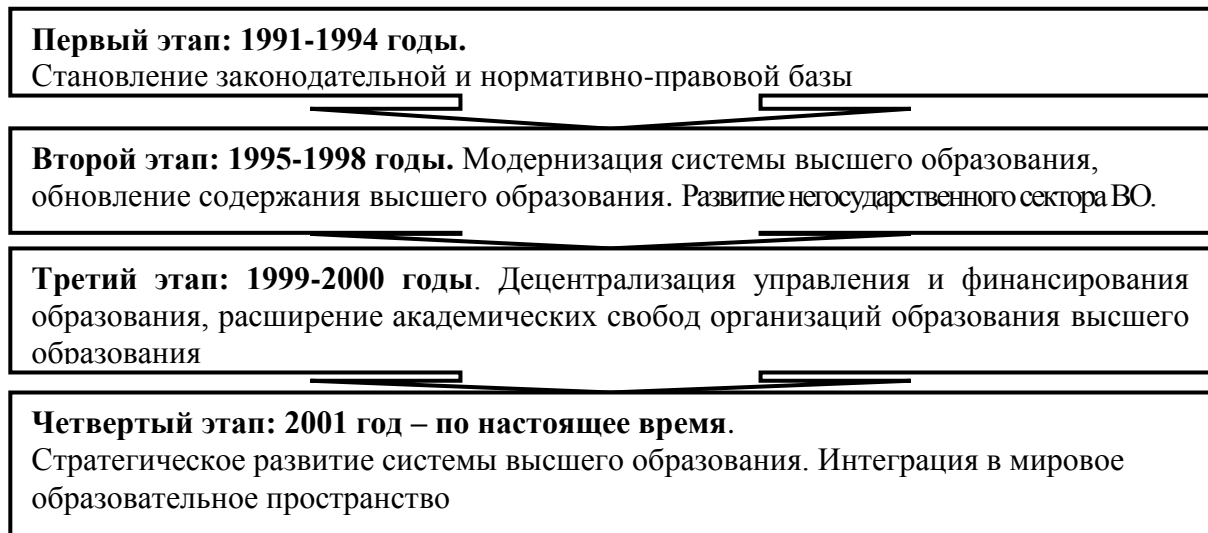 Первый этап: 1991-1994 годы.
Становление законодательной и нормативно-правовой базы
Второй этап: 1995-1998 годы. Модернизация системы высшего образования,
обновление содержания высшего образования. Развитие негосударственного сектора ВО.
Третий этап: 1999-2000 годы. Децентрализация управления и финансирования
образования, расширение академических свобод организаций образования высшего
образования
Четвертый этап: 2001 год – по настоящее время.
Стратегическое развитие системы высшего образования. Интеграция в мировое
образовательное пространство